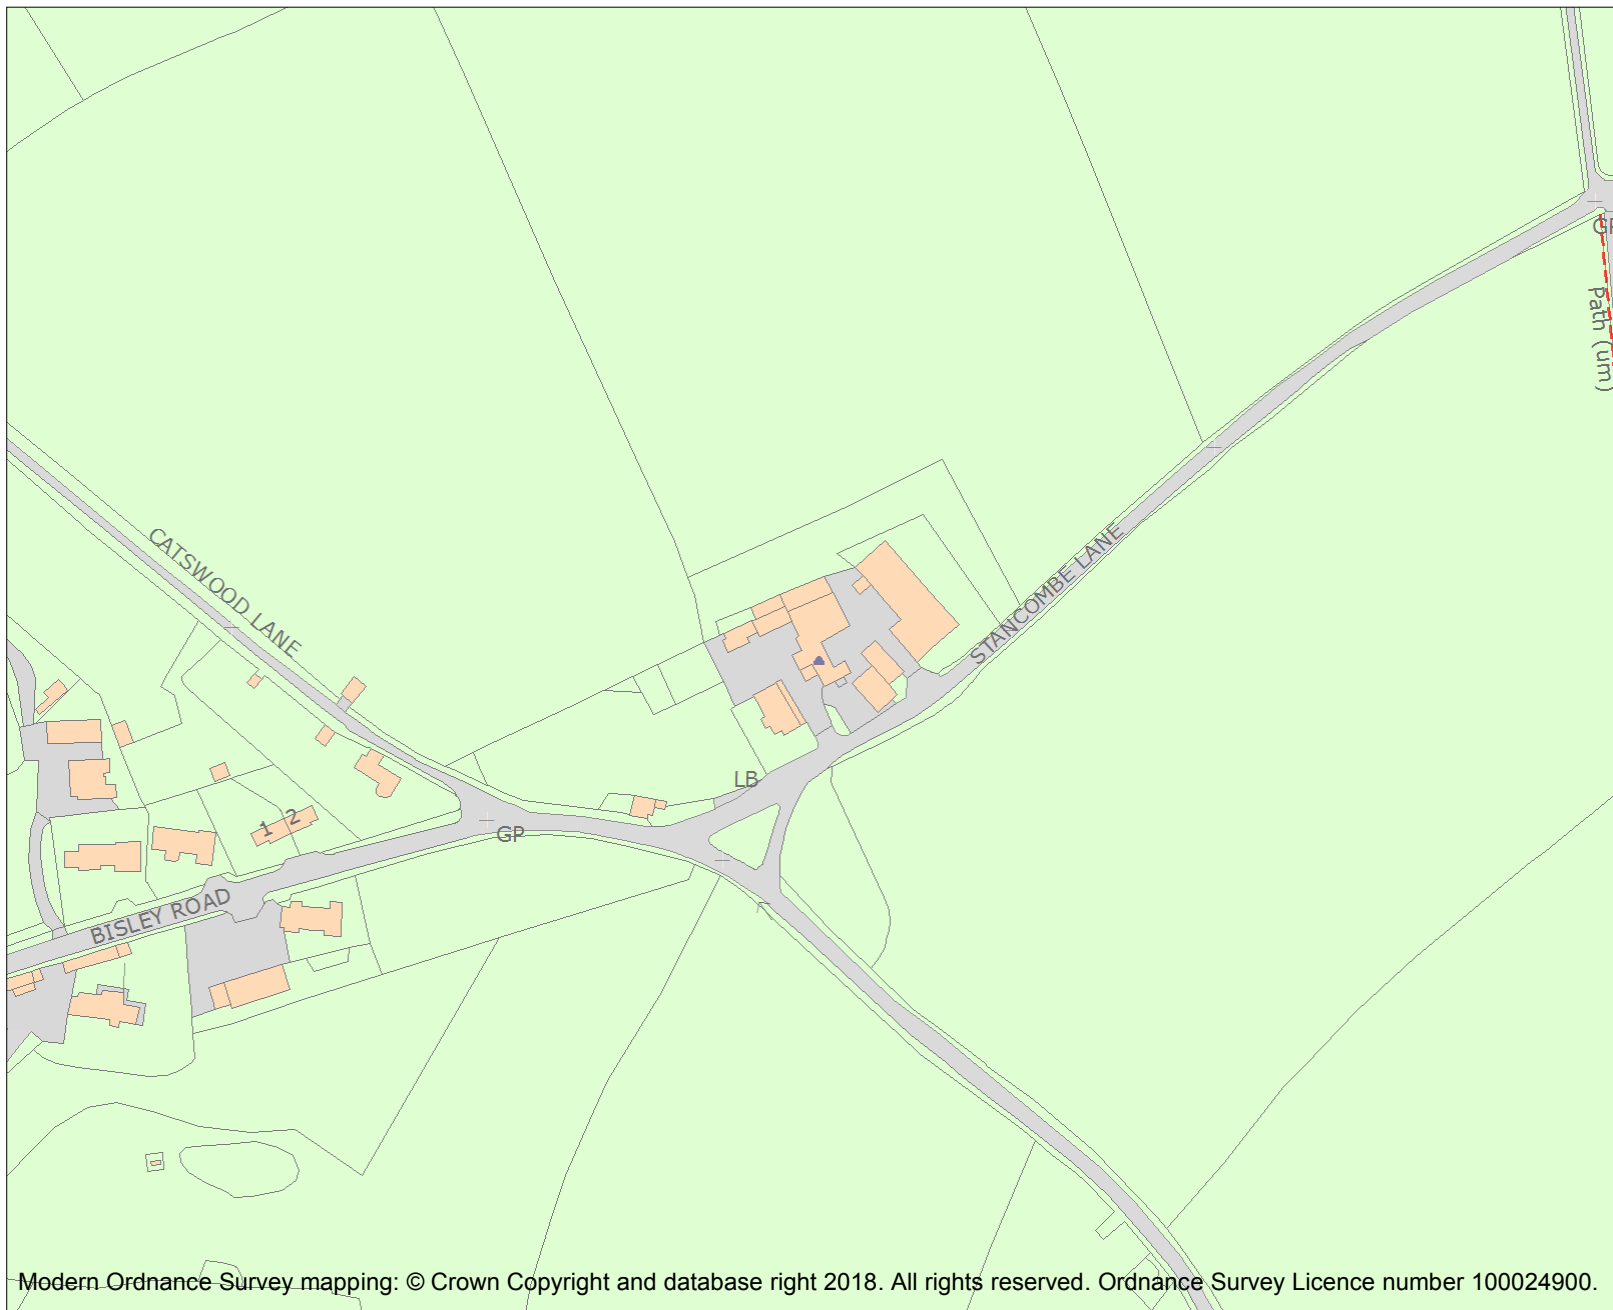 GP
Path (um)
CATSWOOD LANE
STANCOMBE LANE
LB
1 2
GP
BISLEY ROAD
Modern Ordnance Survey mapping: © Crown Copyright and database right 2018. All rights reserved. Ordnance Survey Licence number 100024900.